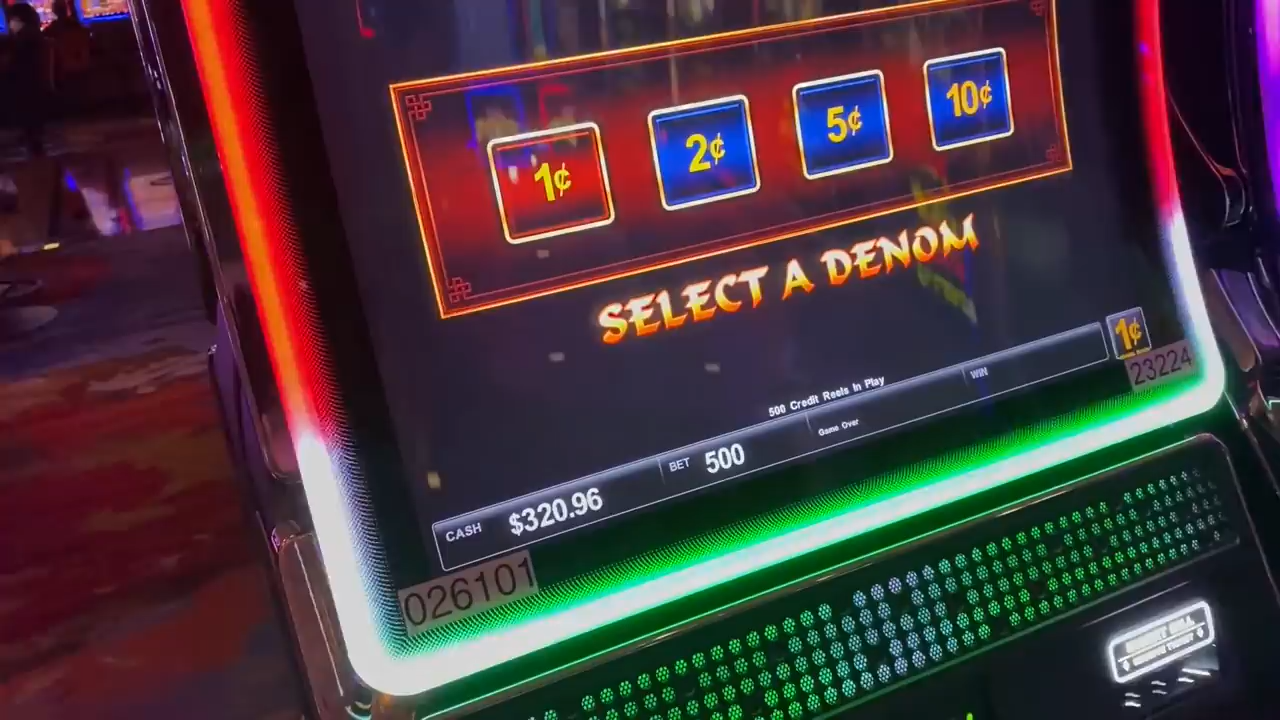 1¢ 2¢ 5¢ 10¢
SELECT A DENOM
1¢
23224
500 Credit Reels In Play
CASH $320.96 BET 500 Game Over WIN
026101